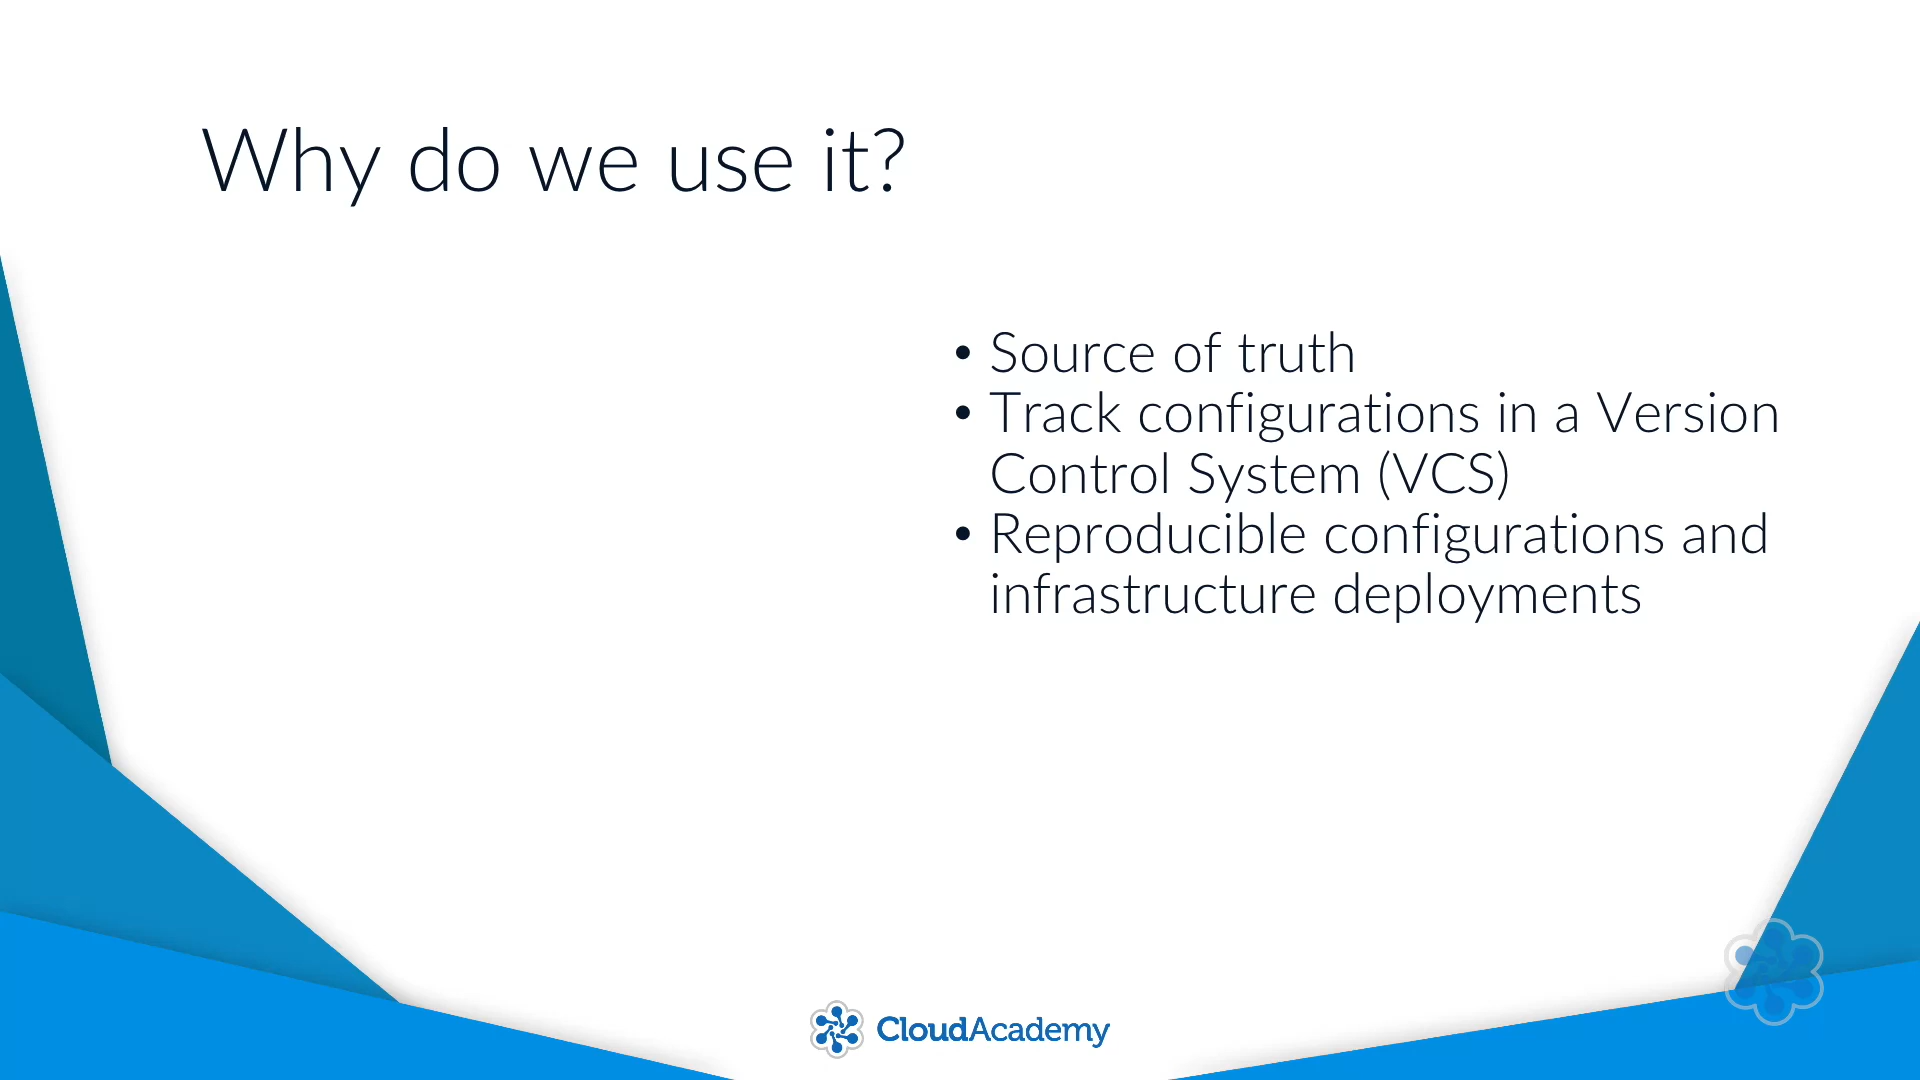 Why do we use it?
• Source of truth
• Track configurations in a Version
Control System (VCS)
• Reproducible configurations and
infrastructure deployments
CloudAcademy